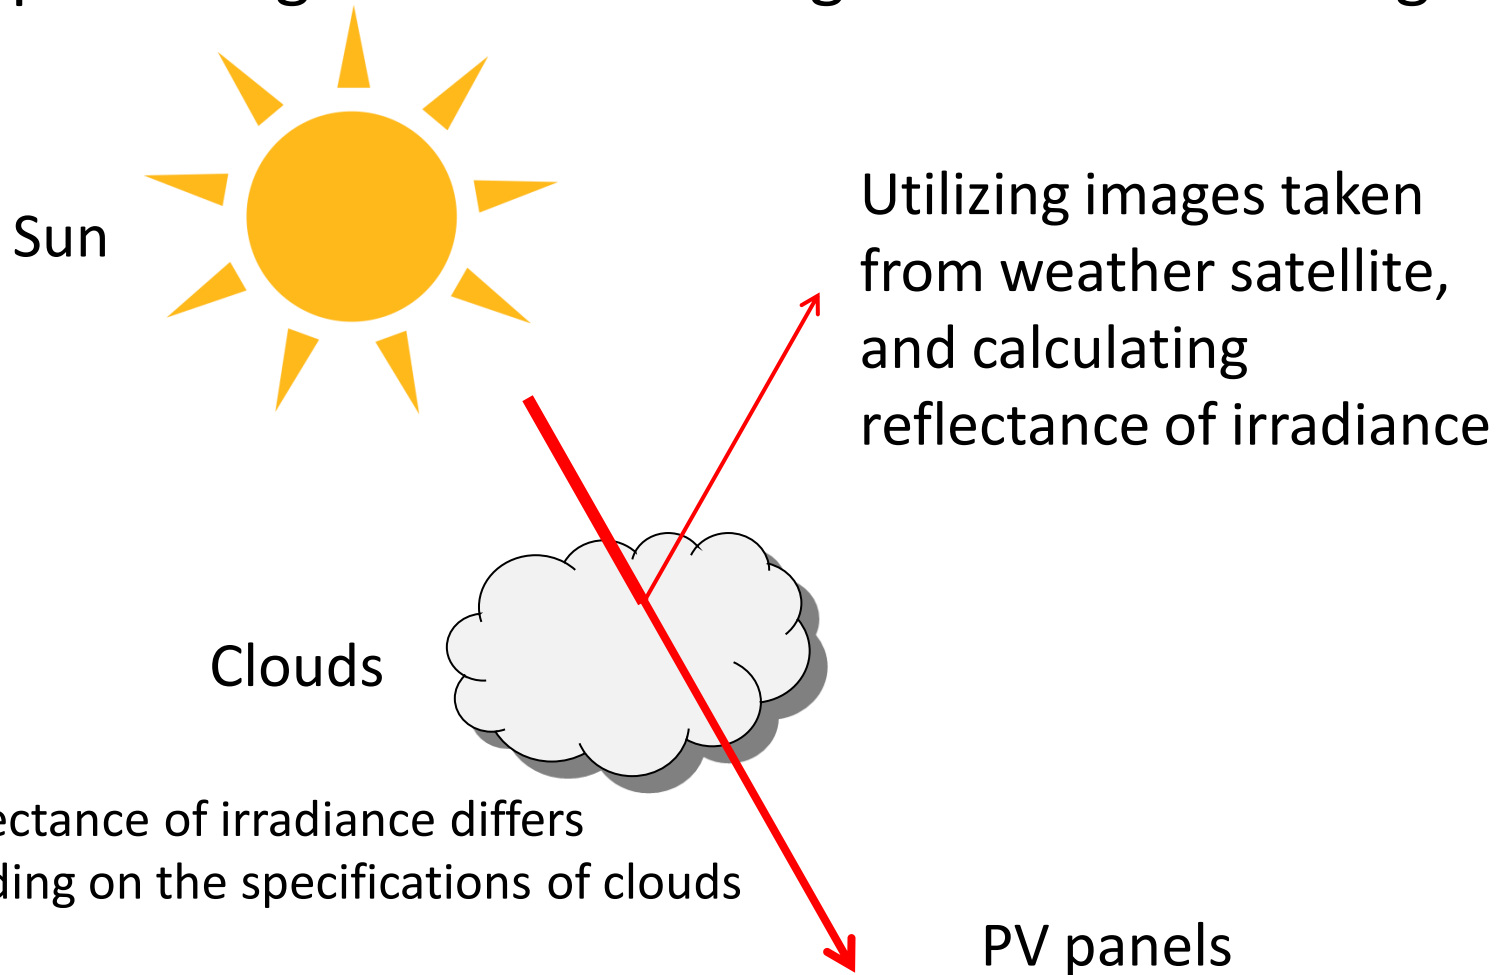 Utilizing images taken
from weather satellite,
and calculating
reflectance of irradiance
Sun
Clouds
ectance of irradiance differs
ding on the specifications of clouds
PV panels